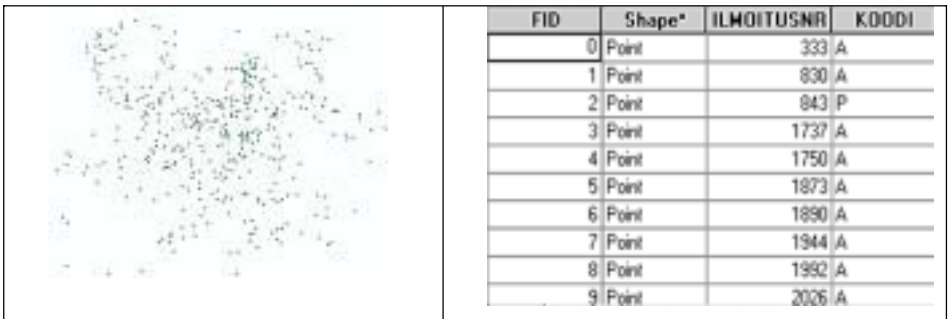 FID Shape* ILMOITUSNR KOODI
0 Point 333 A
1 Point 830 A
2 Point 843 P
3 Point 1737 A
4 Point 1750 A
5 Point 1873 A
6 Point 1890 A
7 Point 1944 A
8 Point 1992 A
9 Point 2026 A